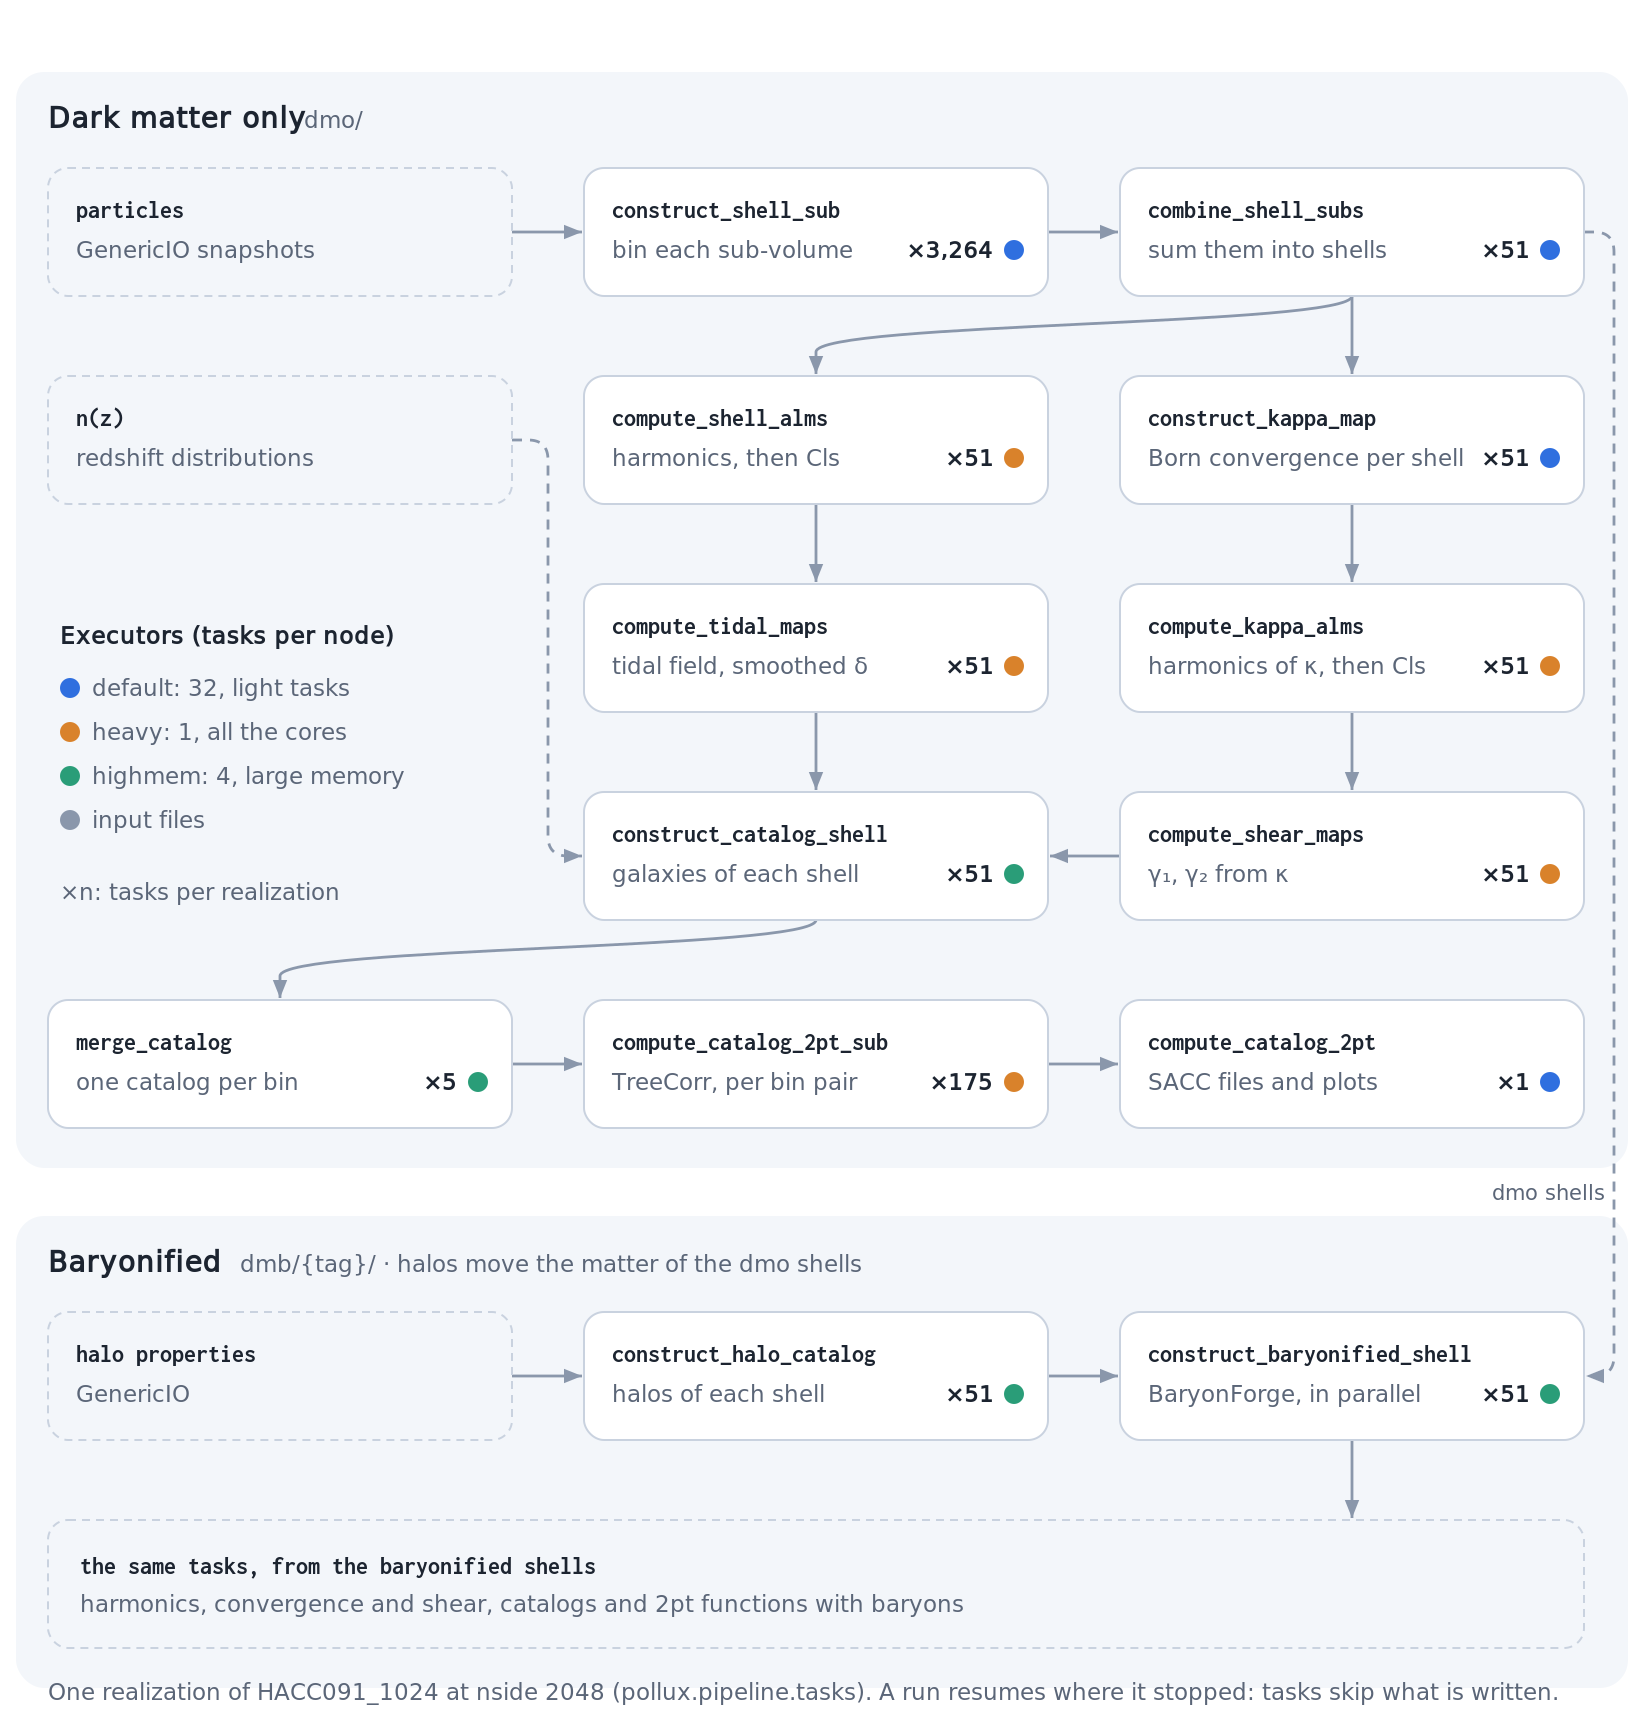 Dark matter only dmo/
particles
GenericIO snapshots
construct_shell_sub
bin each sub-volume ×3,264
combine_shell_subs
sum them into shells ×51
n(z)
redshift distributions
compute_shell_alms
harmonics, then Cls ×51
construct_kappa_map
Born convergence per shell ×51
Executors (tasks per node)
default: 32, light tasks
heavy: 1, all the cores
highmem: 4, large memory
input files
×n: tasks per realization
compute_tidal_maps
tidal field, smoothed δ ×51
compute_kappa_alms
harmonics of κ, then Cls ×51
construct_catalog_shell
galaxies of each shell ×51
compute_shear_maps
γ₁, γ₂ from κ ×51
merge_catalog
one catalog per bin ×5
compute_catalog_2pt_sub
TreeCorr, per bin pair ×175
compute_catalog_2pt
SACC files and plots ×1
dmo shells
Baryonified dmb/{tag}/ · halos move the matter of the dmo shells
halo properties
GenericIO
construct_halo_catalog
halos of each shell ×51
construct_baryonified_shell
BaryonForge, in parallel ×51
the same tasks, from the baryonified shells
harmonics, convergence and shear, catalogs and 2pt functions with baryons
One realization of HACC091_1024 at nside 2048 (pollux.pipeline.tasks). A run resumes where it stopped: tasks skip what is written.